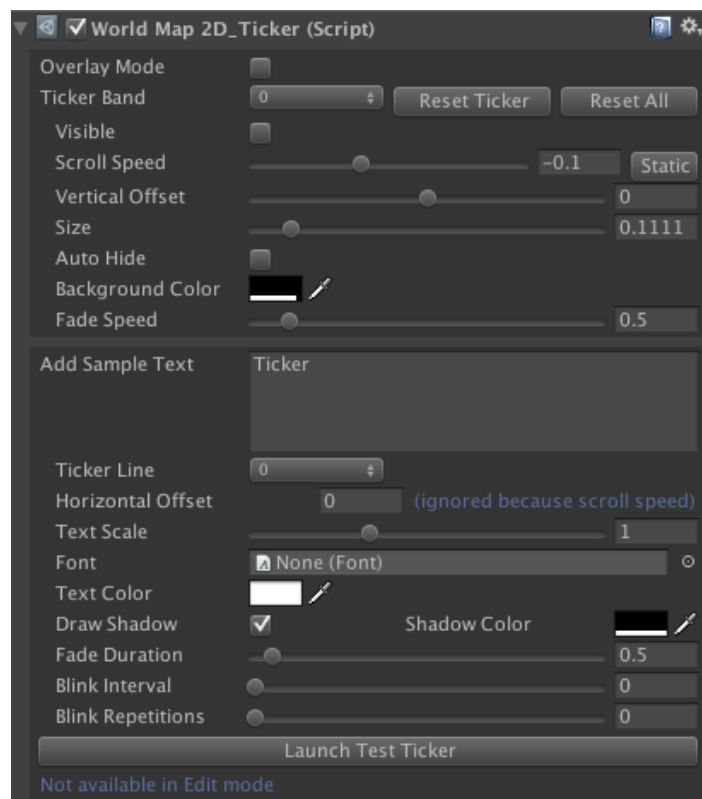 World Map 2D_Ticker (Script)
Overlay Mode
Ticker Band 0 Reset Ticker Reset All
Visible
Scroll Speed -0.1 Static
Vertical Offset 0
Size 0.1111
Auto Hide
Background Color
Fade Speed 0.5
Add Sample Text Ticker
Ticker Line 0
Horizontal Offset 0 (ignored because scroll speed)
Text Scale 1
Font None (Font)
Text Color
Draw Shadow Shadow Color
Fade Duration 0.5
Blink Interval 0
Blink Repetitions 0
Launch Test Ticker
Not available in Edit mode